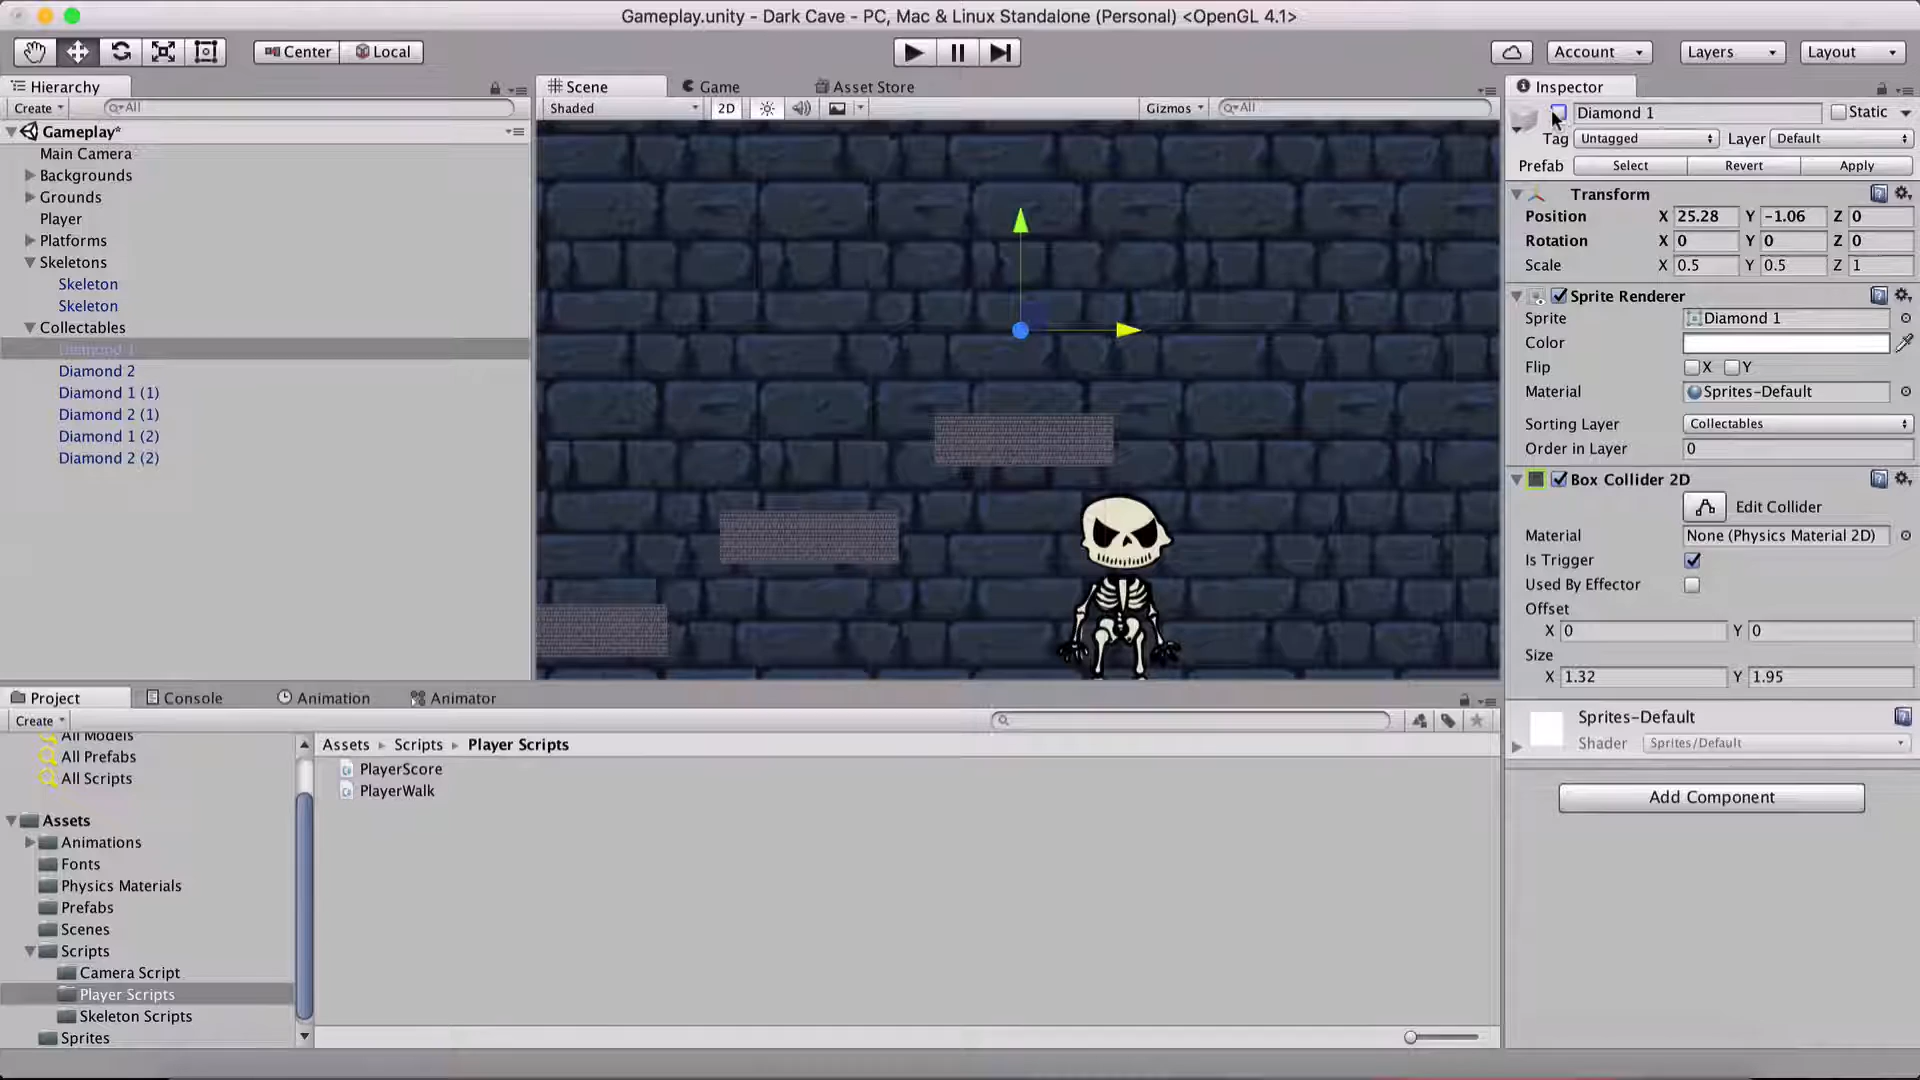 Gameplay.unity - Dark Cave - PC, Mac & Linux Standalone (Personal) <OpenGL 4.1>
Center Local Account Layers Layout
Hierarchy
Create All
Gameplay*
Main Camera
Backgrounds
Grounds
Player
Platforms
Skeletons
Skeleton
Skeleton
Collectables
Diamond 1
Diamond 2
Diamond 1 (1)
Diamond 2 (1)
Diamond 1 (2)
Diamond 2 (2)
Scene Game Asset Store
Shaded 2D Gizmos All
Inspector
Diamond 1 Static
Tag Untagged Layer Default
Prefab Select Revert Apply
Transform
Position X 25.28 Y -1.06 Z 0
Rotation X 0 Y 0 Z 0
Scale X 0.5 Y 0.5 Z 1
Sprite Renderer
Sprite Diamond 1
Color
Flip X Y
Material Sprites-Default
Sorting Layer Collectables
Order in Layer 0
Box Collider 2D
Edit Collider
Material None (Physics Material 2D)
Is Trigger
Used By Effector
Offset
X 0 Y 0
Size
X 1.32 Y 1.95
Sprites-Default
Shader Sprites/Default
Add Component
Project Console Animation Animator
Create
All Models
All Prefabs
All Scripts
Assets
Animations
Fonts
Physics Materials
Prefabs
Scenes
Scripts
Camera Script
Player Scripts
Skeleton Scripts
Sprites
Assets Scripts Player Scripts
PlayerScore
PlayerWalk